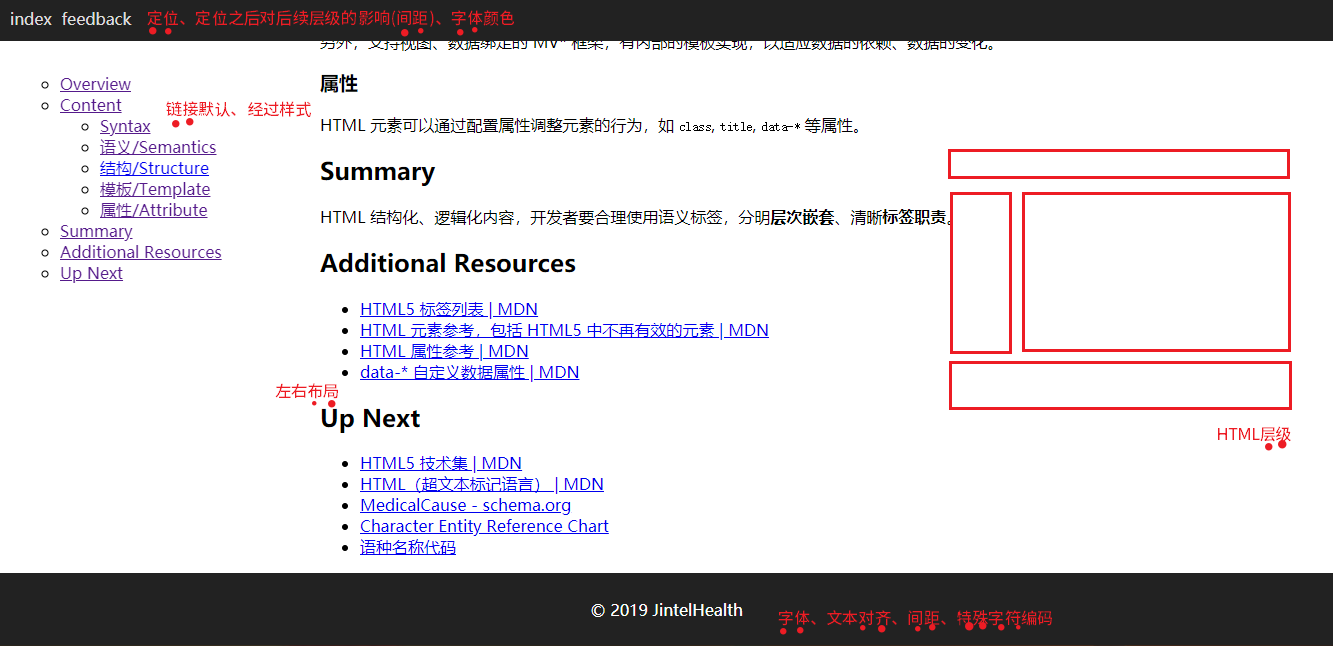 index feedback 定位、定位之后对后续层级的影响(间距)、字体颜色
另外，支持视图、数据绑定的 MV* 框架，有内部的模板实现，以适应数据的依赖、数据的变化。
Overview
Content
链接默认、经过样式
Syntax
语义/Semantics
结构/Structure
模板/Template
属性/Attribute
Summary
Additional Resources
Up Next
属性
HTML 元素可以通过配置属性调整元素的行为，如 class, title, data-* 等属性。
Summary
HTML 结构化、逻辑化内容，开发者要合理使用语义标签，分明层次嵌套、清晰标签职责。
Additional Resources
HTML5 标签列表 | MDN
HTML 元素参考，包括 HTML5 中不再有效的元素 | MDN
HTML 属性参考 | MDN
data-* 自定义数据属性 | MDN
左右布局
Up Next
HTML层级
HTML5 技术集 | MDN
HTML（超文本标记语言） | MDN
MedicalCause - schema.org
Character Entity Reference Chart
语种名称代码
© 2019 JintelHealth 字体、文本对齐、间距、特殊字符编码